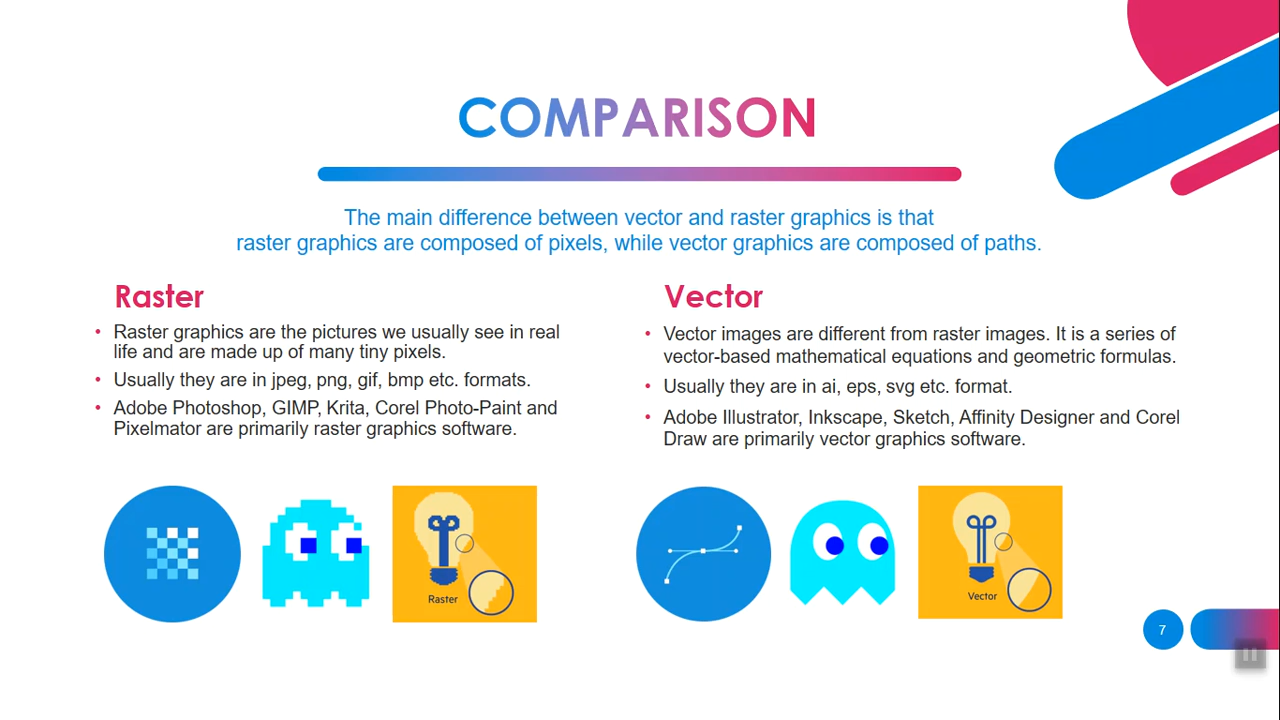 COMPARISON
The main difference between vector and raster graphics is that
raster graphics are composed of pixels, while vector graphics are composed of paths.
Raster
• Raster graphics are the pictures we usually see in real
life and are made up of many tiny pixels.
• Usually they are in jpeg, png, gif, bmp etc. formats.
• Adobe Photoshop, GIMP, Krita, Corel Photo-Paint and
Pixelmator are primarily raster graphics software.
Raster
Vector
• Vector images are different from raster images. It is a series of
vector-based mathematical equations and geometric formulas.
• Usually they are in ai, eps, svg etc. format.
• Adobe Illustrator, Inkscape, Sketch, Affinity Designer and Corel
Draw are primarily vector graphics software.
Vector
7